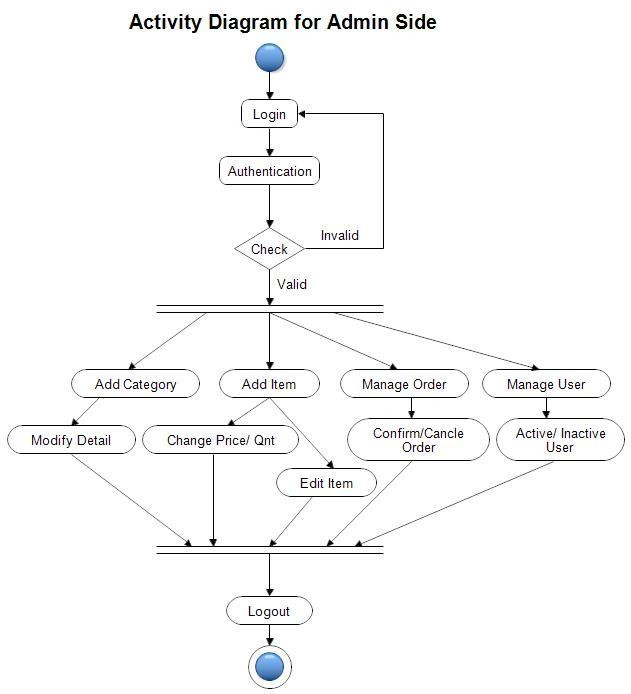 Activity Diagram for Admin Side
Login
Authentication
Check
Invalid
Valid
Add Category
Add Item
Manage Order
Manage User
Modify Detail
Change Price/ Qnt
Confirm/Cancle
Order
Active/ Inactive
User
Edit Item
Logout